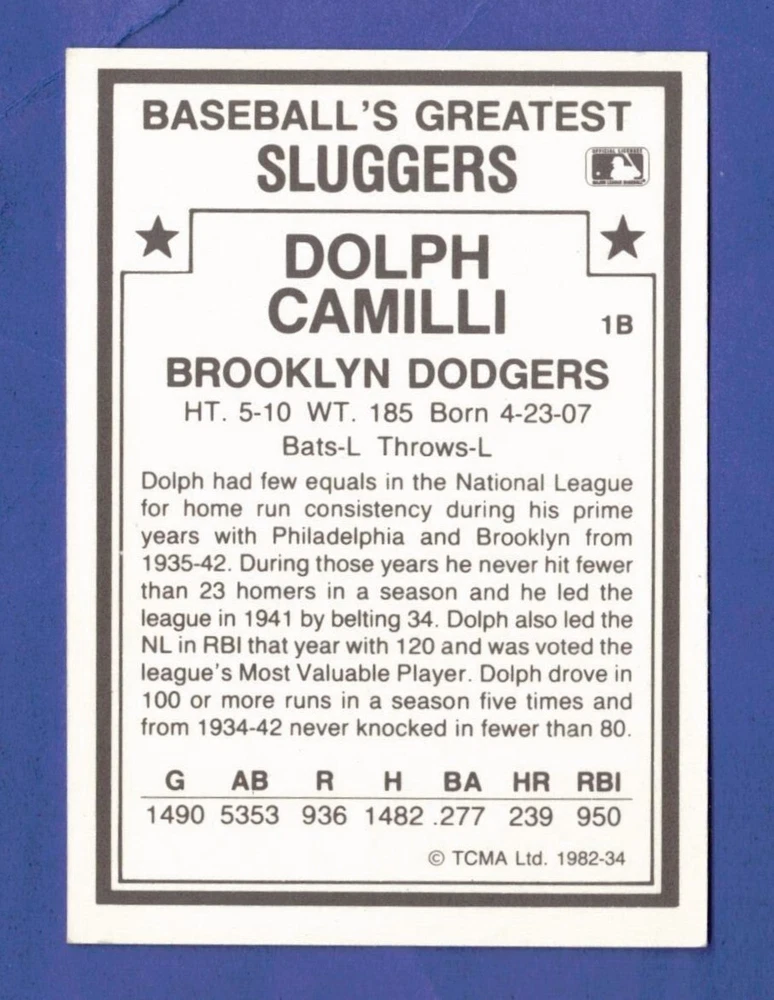 BASEBALL'S GREATEST
SLUGGERS
OFFICIAL LICENSEE
MAJOR LEAGUE BASEBALL
DOLPH
CAMILLI
1B
BROOKLYN DODGERS
HT. 5-10 WT. 185 Born 4-23-07
Bats-L Throws-L
Dolph had few equals in the National League
for home run consistency during his prime
years with Philadelphia and Brooklyn from
1935-42. During those years he never hit fewer
than 23 homers in a season and he led the
league in 1941 by belting 34. Dolph also led the
NL in RBI that year with 120 and was voted the
league's Most Valuable Player. Dolph drove in
100 or more runs in a season five times and
from 1934-42 never knocked in fewer than 80.
G AB R H BA HR RBI
1490 5353 936 1482 .277 239 950
© TCMA Ltd. 1982-34